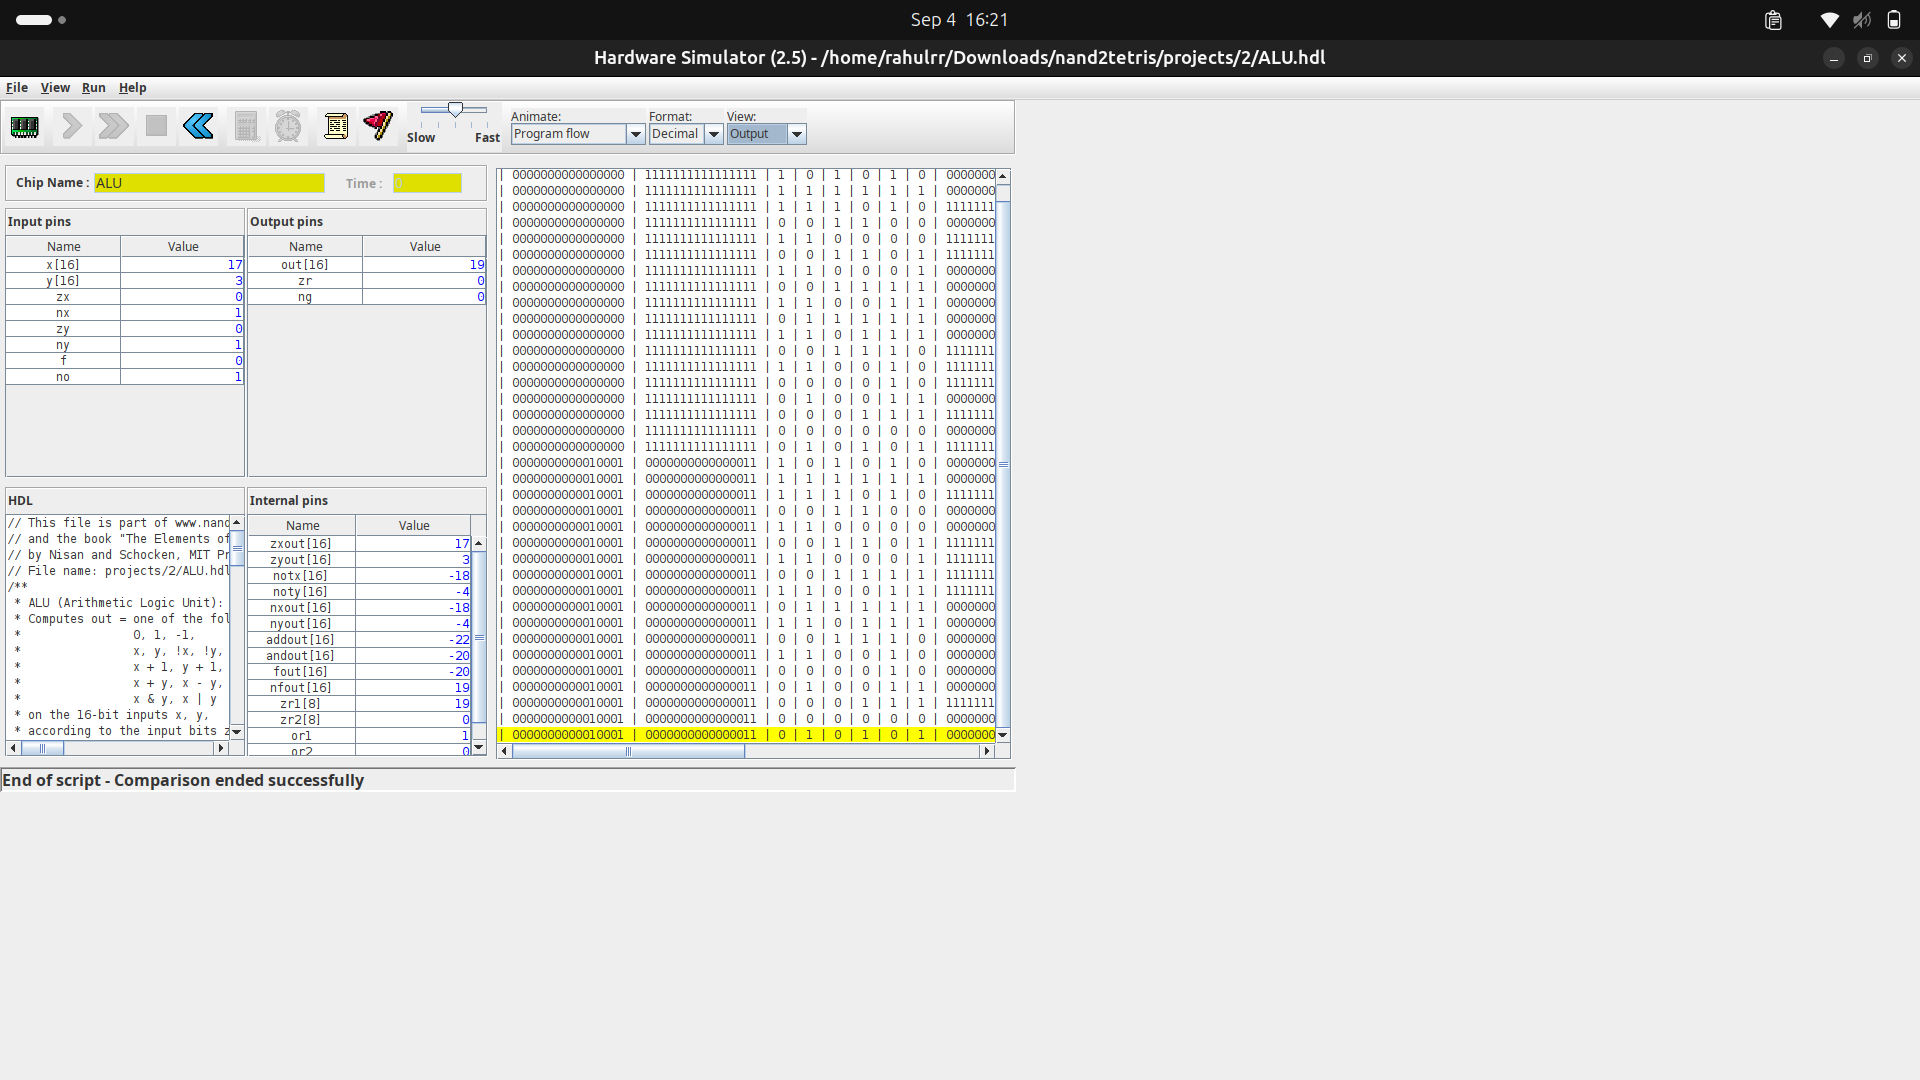 Sep 4 16:21
Hardware Simulator (2.5) - /home/rahulrr/Downloads/nand2tetris/projects/2/ALU.hdl
File View Run Help
Slow Fast
Animate: Format: View:
Program flow Decimal Output
Chip Name : ALU Time : 0
Input pins
Name Value
x[16] 17
y[16] 3
zx 0
nx 1
zy 0
ny 1
f 0
no 1
Output pins
Name Value
out[16] 19
zr 0
ng 0
HDL
// This file is part of www.nand
// and the book "The Elements of
// by Nisan and Schocken, MIT Pr
// File name: projects/2/ALU.hdl
/**
* ALU (Arithmetic Logic Unit):
* Computes out = one of the fol
* 0, 1, -1,
* x, y, !x, !y,
* x + 1, y + 1,
* x + y, x - y,
* x & y, x | y
* on the 16-bit inputs x, y,
* according to the input bits z
Internal pins
Name Value
zxout[16] 17
zyout[16] 3
notx[16] -18
noty[16] -4
nxout[16] -18
nyout[16] -4
addout[16] -22
andout[16] -20
fout[16] -20
nfout[16] 19
zr1[8] 19
zr2[8] 0
or1 1
or2 0
| 0000000000000000 | 1111111111111111 | 1 | 0 | 1 | 0 | 1 | 0 | 0000000
| 0000000000000000 | 1111111111111111 | 1 | 1 | 1 | 1 | 1 | 1 | 0000000
| 0000000000000000 | 1111111111111111 | 1 | 1 | 1 | 0 | 1 | 0 | 1111111
| 0000000000000000 | 1111111111111111 | 0 | 0 | 1 | 1 | 0 | 0 | 0000000
| 0000000000000000 | 1111111111111111 | 1 | 1 | 0 | 0 | 0 | 0 | 1111111
| 0000000000000000 | 1111111111111111 | 0 | 0 | 1 | 1 | 0 | 1 | 1111111
| 0000000000000000 | 1111111111111111 | 1 | 1 | 0 | 0 | 0 | 1 | 0000000
| 0000000000000000 | 1111111111111111 | 0 | 0 | 1 | 1 | 1 | 1 | 0000000
| 0000000000000000 | 1111111111111111 | 1 | 1 | 0 | 0 | 1 | 1 | 0000000
| 0000000000000000 | 1111111111111111 | 0 | 1 | 1 | 1 | 1 | 1 | 0000000
| 0000000000000000 | 1111111111111111 | 1 | 1 | 0 | 1 | 1 | 1 | 0000000
| 0000000000000000 | 1111111111111111 | 0 | 0 | 1 | 1 | 1 | 0 | 1111111
| 0000000000000000 | 1111111111111111 | 1 | 1 | 0 | 0 | 1 | 0 | 1111111
| 0000000000000000 | 1111111111111111 | 0 | 0 | 0 | 0 | 1 | 0 | 1111111
| 0000000000000000 | 1111111111111111 | 0 | 1 | 0 | 0 | 1 | 1 | 0000000
| 0000000000000000 | 1111111111111111 | 0 | 0 | 0 | 1 | 1 | 1 | 1111111
| 0000000000000000 | 1111111111111111 | 0 | 0 | 0 | 0 | 0 | 0 | 0000000
| 0000000000000000 | 1111111111111111 | 0 | 1 | 0 | 1 | 0 | 1 | 1111111
| 0000000000010001 | 0000000000000011 | 1 | 0 | 1 | 0 | 1 | 0 | 0000000
| 0000000000010001 | 0000000000000011 | 1 | 1 | 1 | 1 | 1 | 1 | 0000000
| 0000000000010001 | 0000000000000011 | 1 | 1 | 1 | 0 | 1 | 0 | 1111111
| 0000000000010001 | 0000000000000011 | 0 | 0 | 1 | 1 | 0 | 0 | 0000000
| 0000000000010001 | 0000000000000011 | 1 | 1 | 0 | 0 | 0 | 0 | 0000000
| 0000000000010001 | 0000000000000011 | 0 | 0 | 1 | 1 | 0 | 1 | 1111111
| 0000000000010001 | 0000000000000011 | 1 | 1 | 0 | 0 | 0 | 1 | 1111111
| 0000000000010001 | 0000000000000011 | 0 | 0 | 1 | 1 | 1 | 1 | 1111111
| 0000000000010001 | 0000000000000011 | 1 | 1 | 0 | 0 | 1 | 1 | 1111111
| 0000000000010001 | 0000000000000011 | 0 | 1 | 1 | 1 | 1 | 1 | 0000000
| 0000000000010001 | 0000000000000011 | 1 | 1 | 0 | 1 | 1 | 1 | 0000000
| 0000000000010001 | 0000000000000011 | 0 | 0 | 1 | 1 | 1 | 0 | 0000000
| 0000000000010001 | 0000000000000011 | 1 | 1 | 0 | 0 | 1 | 0 | 0000000
| 0000000000010001 | 0000000000000011 | 0 | 0 | 0 | 0 | 1 | 0 | 0000000
| 0000000000010001 | 0000000000000011 | 0 | 1 | 0 | 0 | 1 | 1 | 0000000
| 0000000000010001 | 0000000000000011 | 0 | 0 | 0 | 1 | 1 | 1 | 1111111
| 0000000000010001 | 0000000000000011 | 0 | 0 | 0 | 0 | 0 | 0 | 0000000
| 0000000000010001 | 0000000000000011 | 0 | 1 | 0 | 1 | 0 | 1 | 0000000
End of script - Comparison ended successfully